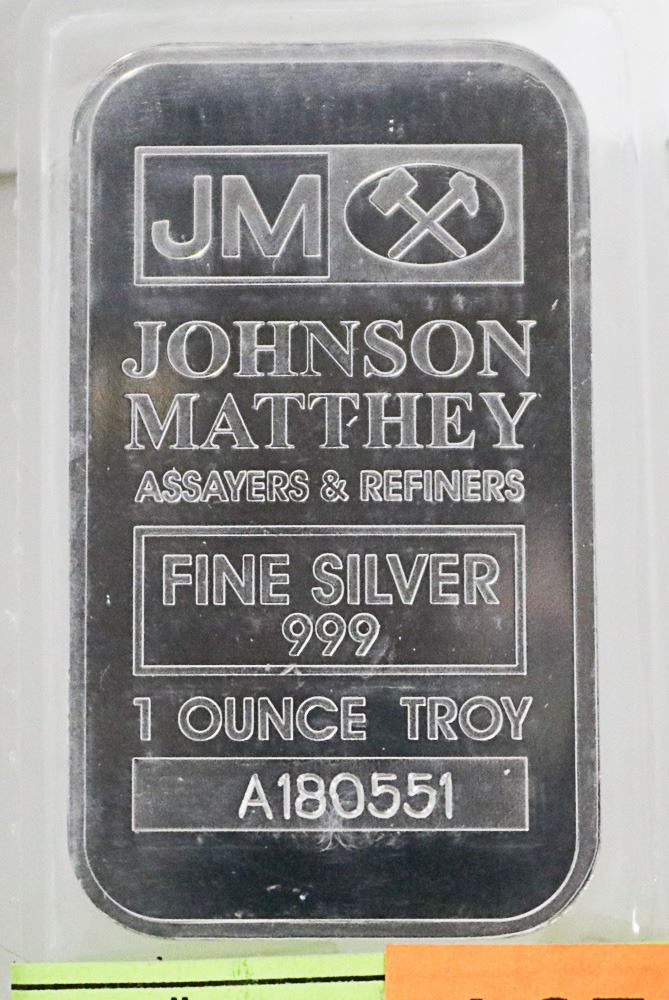 JM
JOHNSON
MATTHEY
ASSAYERS & REFINERS
FINE SILVER
999
1 OUNCE TROY
A180551